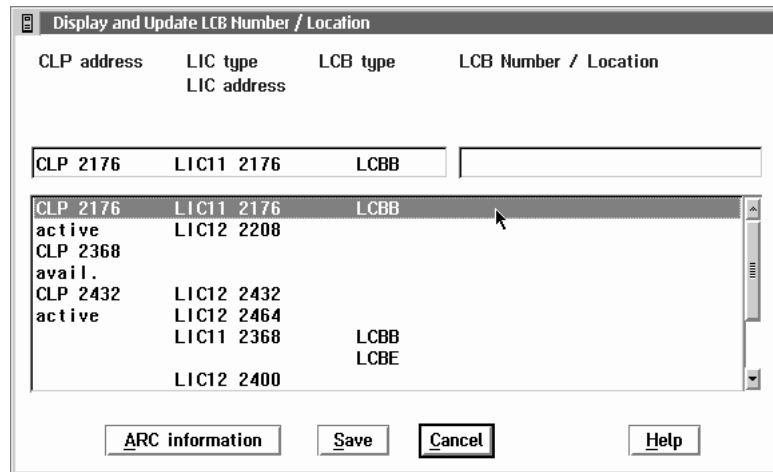 Display and Update LCB Number / Location
CLP address LIC type LCB type LCB Number / Location
LIC address
CLP 2176 LIC11 2176 LCBB
CLP 2176 LIC11 2176 LCBB
active LIC12 2208
CLP 2368
avail.
CLP 2432 LIC12 2432
active LIC12 2464
LIC11 2368 LCBB
LCBE
LIC12 2400
ARC information Save Cancel Help